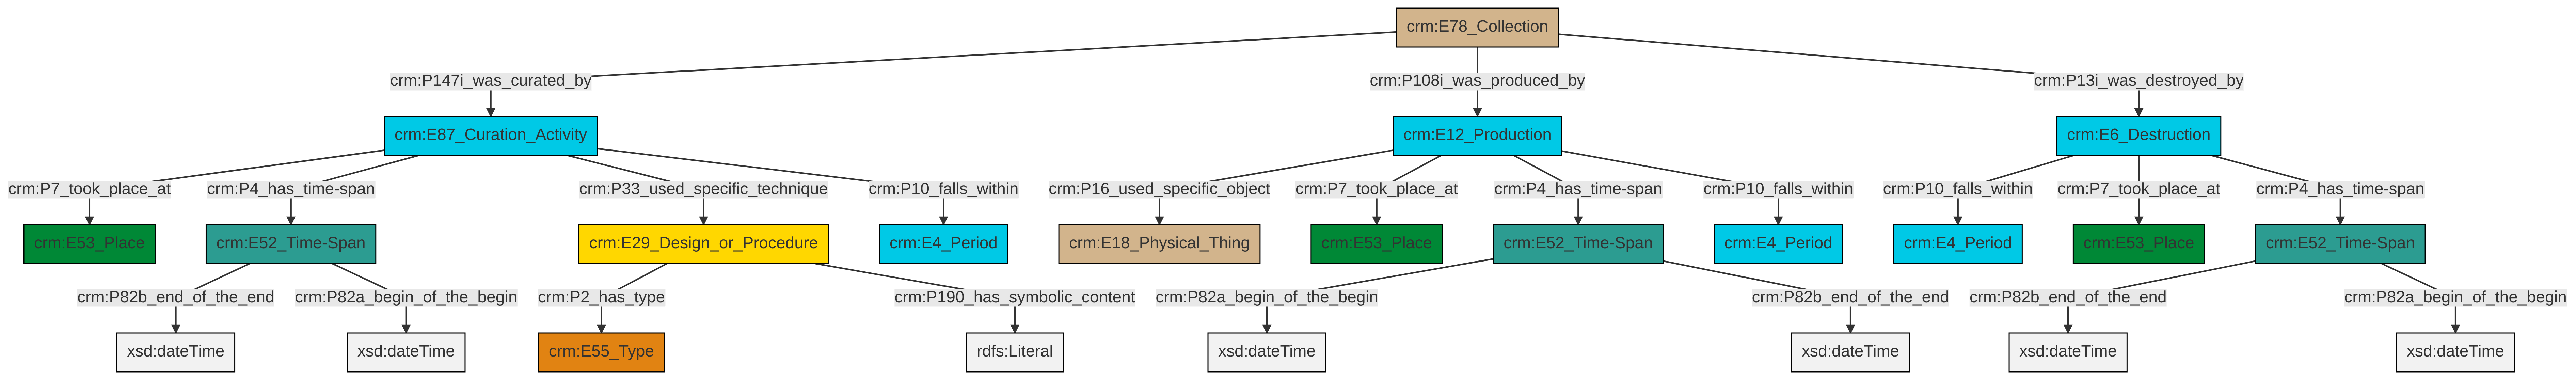 crm:E78_Collection
crm:P147i_was_curated_by
crm:P108i_was_produced_by
crm:P13i_was_destroyed_by
crm:E87_Curation_Activity
crm:E12_Production
crm:E6_Destruction
crm:P7_took_place_at
crm:P4_has_time-span
crm:P33_used_specific_technique
crm:P10_falls_within
crm:P16_used_specific_object
crm:P7_took_place_at
crm:P4_has_time-span
crm:P10_falls_within
crm:P10_falls_within
crm:P7_took_place_at
crm:P4_has_time-span
crm:E53_Place
crm:E52_Time-Span
crm:E29_Design_or_Procedure
crm:E4_Period
crm:E18_Physical_Thing
crm:E53_Place
crm:E52_Time-Span
crm:E4_Period
crm:E4_Period
crm:E53_Place
crm:E52_Time-Span
crm:P82b_end_of_the_end
crm:P82a_begin_of_the_begin
crm:P2_has_type
crm:P190_has_symbolic_content
crm:P82a_begin_of_the_begin
crm:P82b_end_of_the_end
crm:P82b_end_of_the_end
crm:P82a_begin_of_the_begin
xsd:dateTime
xsd:dateTime
crm:E55_Type
rdfs:Literal
xsd:dateTime
xsd:dateTime
xsd:dateTime
xsd:dateTime